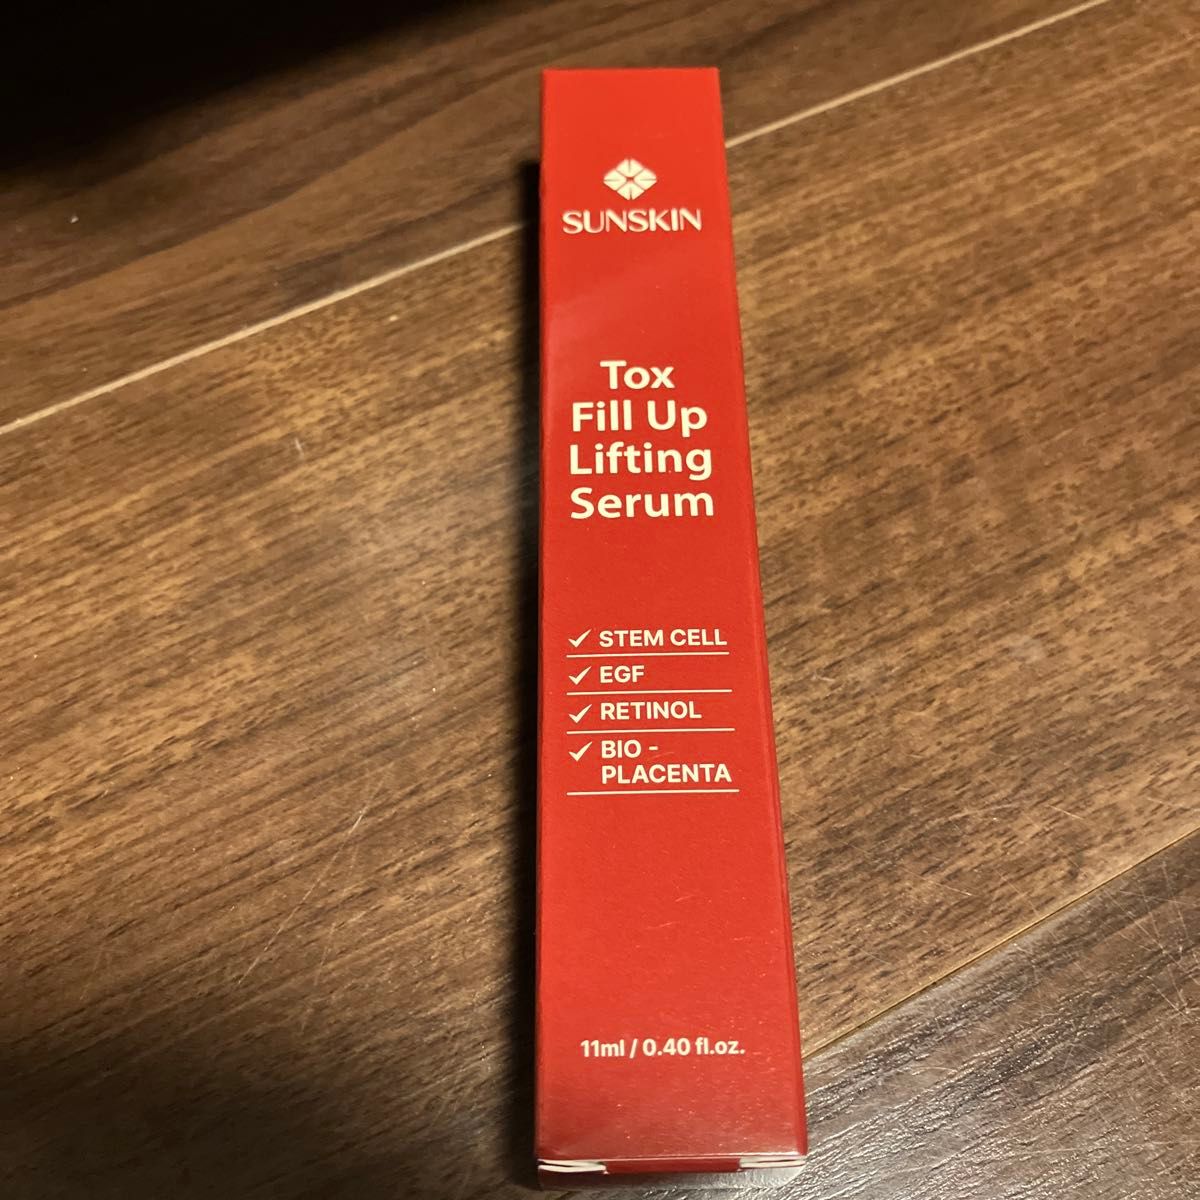 SUNSKIN
Tox
Fill Up
Lifting
Serum
✓ STEM CELL
✓ EGF
✓ RETINOL
✓ BIO -
PLACENTA
11ml / 0.40 fl.oz.